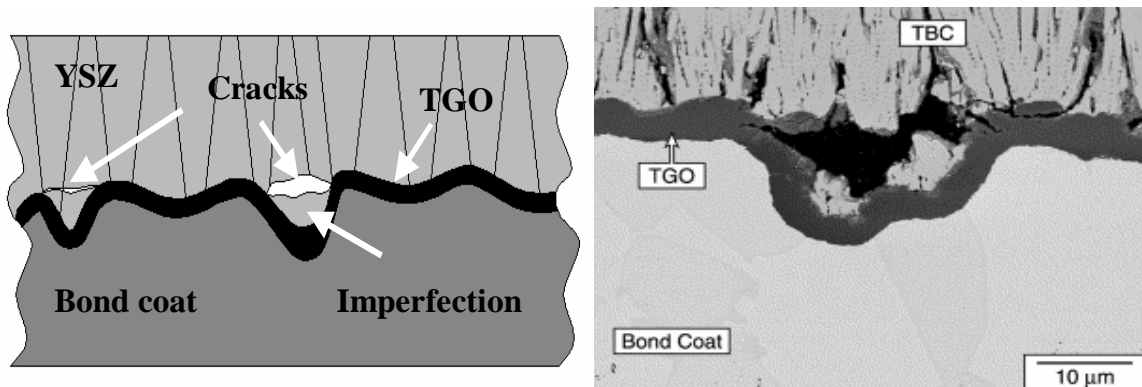 YSZ
Cracks
TGO
Bond coat
Imperfection
TBC
TGO
Bond Coat
10 μm